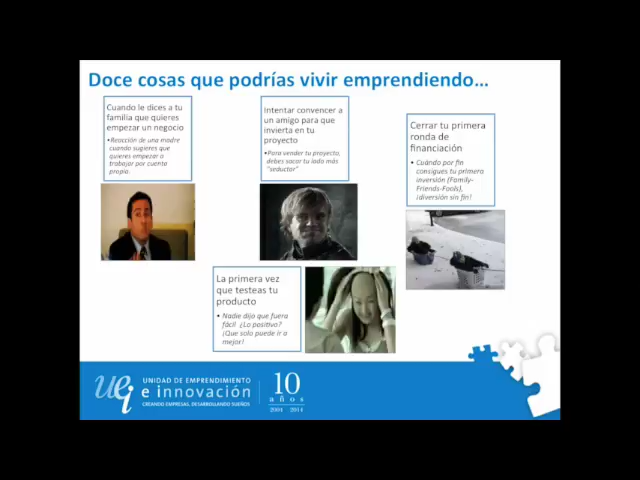 Doce cosas que podrías vivir emprendiendo...
Cuando le dices a tu
familia que quieres
empezar un negocio
•Reacción de una madre
cuando sugieres que
quieres empezar a
trabajar por cuenta
propia.
Intentar convencer a
un amigo para que
invierta en tu
proyecto
•Para vender tu proyecto,
debes sacar tu lado más
"seductor"
Cerrar tu primera
ronda de
financiación
• Cuándo por fin
consigues tu primera
inversión (Family-
Friends-Fools),
¡diversión sin fin!
La primera vez
que testeas tu
producto
• Nadie dijo que fuera
fácil ¿Lo positivo?
¡Que solo puede ir a
mejor!
uei
UNIDAD DE EMPRENDIMIENTO
e innovación
CREANDO EMPRESAS, DESARROLLANDO SUEÑOS
10
años
2004 2014